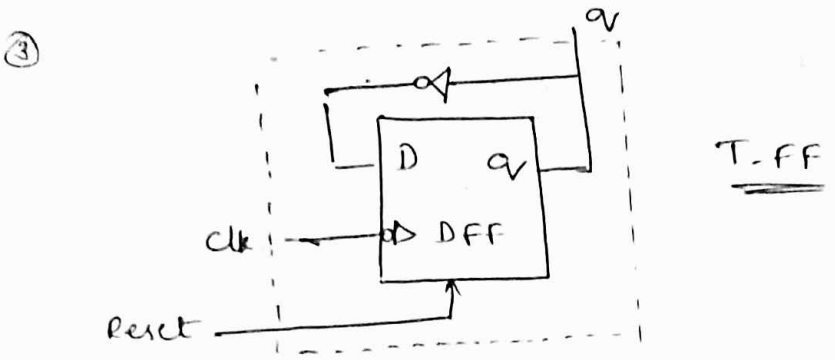 ③
q
D q
T-FF
Clk DFF
Reset